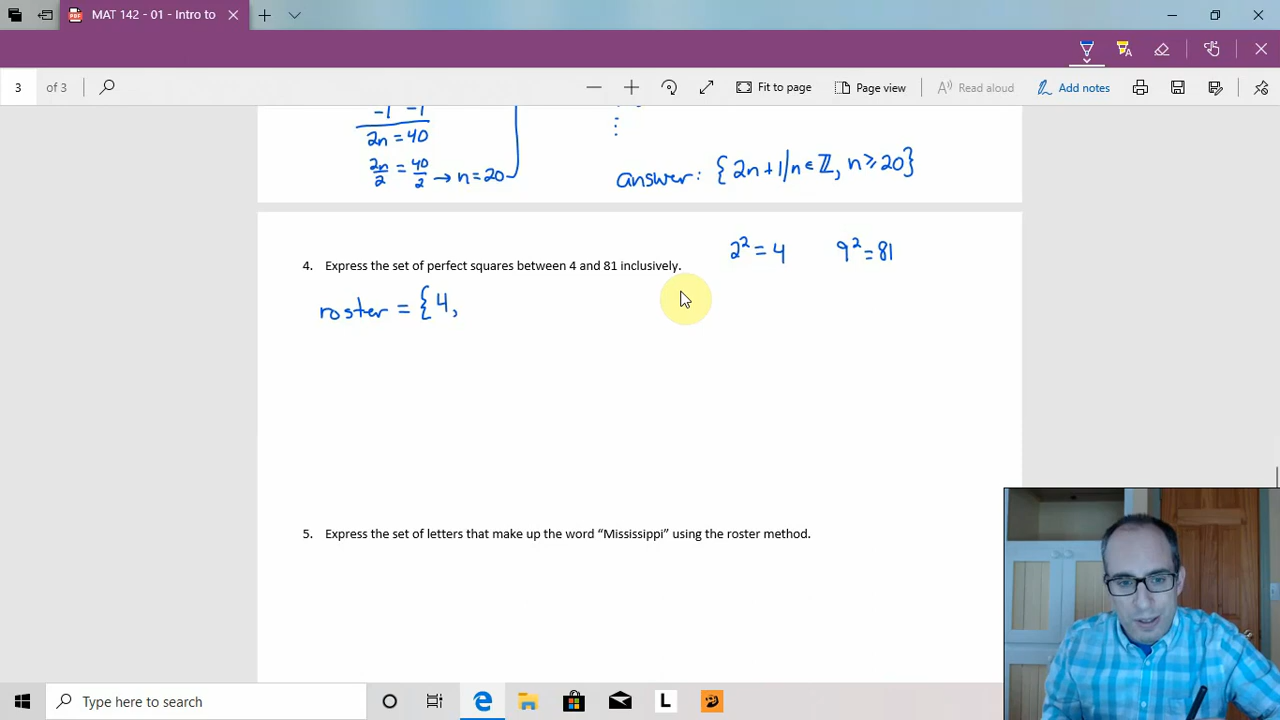 MAT 142 - 01 - Intro to
3 of 3
Fit to page
Page view
Read aloud
Add notes
-1 -1
2n = 40
2n/2 = 40/2 → n = 20
answer: {2n+1|n∈ℤ, n≥20}
2² = 4 9² = 81
4. Express the set of perfect squares between 4 and 81 inclusively.
roster = {4,
5. Express the set of letters that make up the word “Mississippi” using the roster method.
Type here to search
L